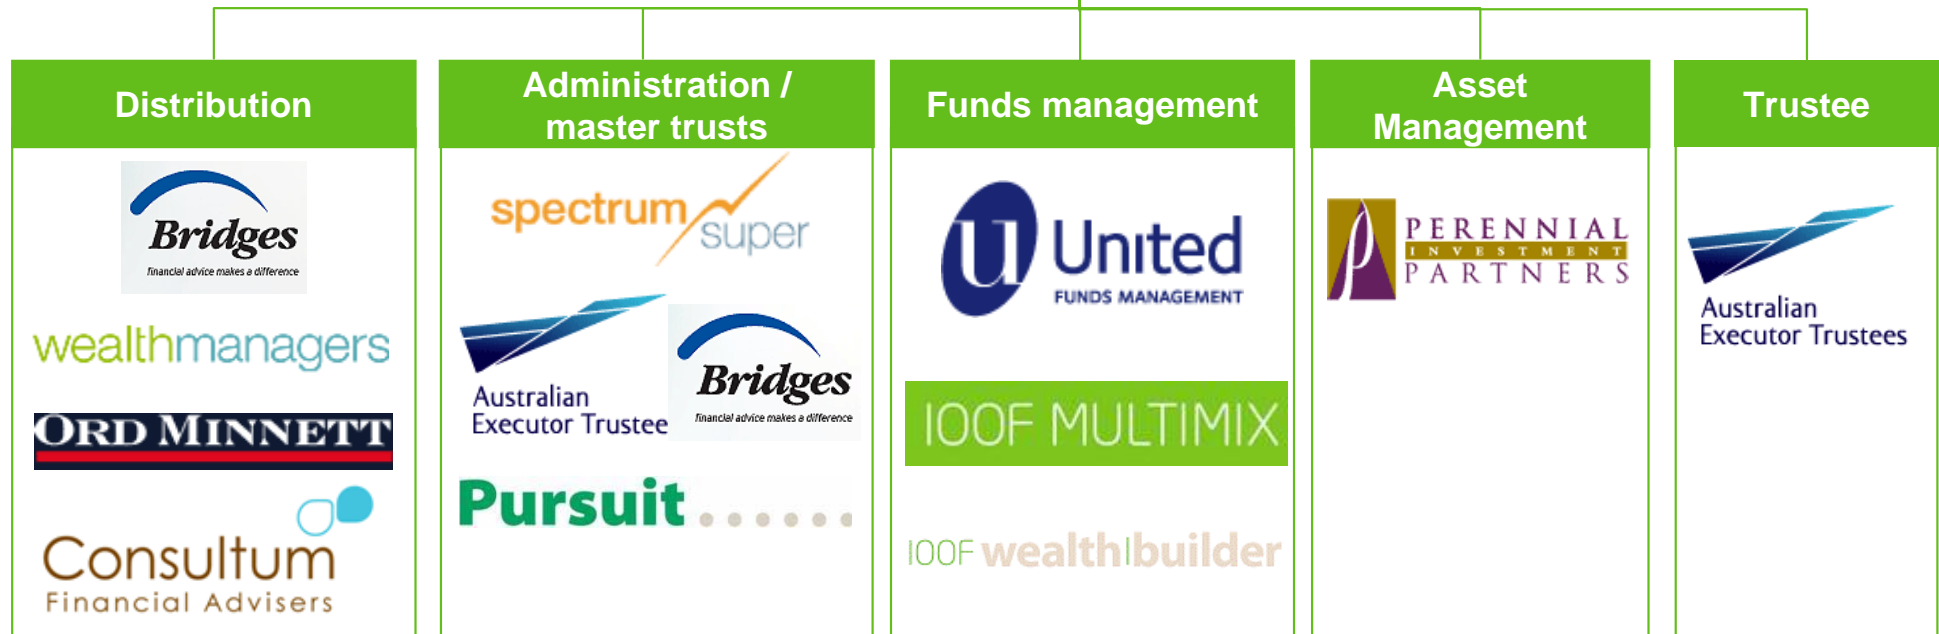 Distribution
Bridges
financial advice makes a difference
wealthmanagers
ORD MINNETT
Consultum
Financial Advisers
Administration /
master trusts
spectrum
super
Australian
Executor Trustee
Bridges
financial advice makes a difference
Pursuit
Funds management
United
FUNDS MANAGEMENT
IOOF MULTIMIX
IOOF wealth|builder
Asset
Management
PERENNIAL
INVESTMENT
PARTNERS
Trustee
Australian
Executor Trustees